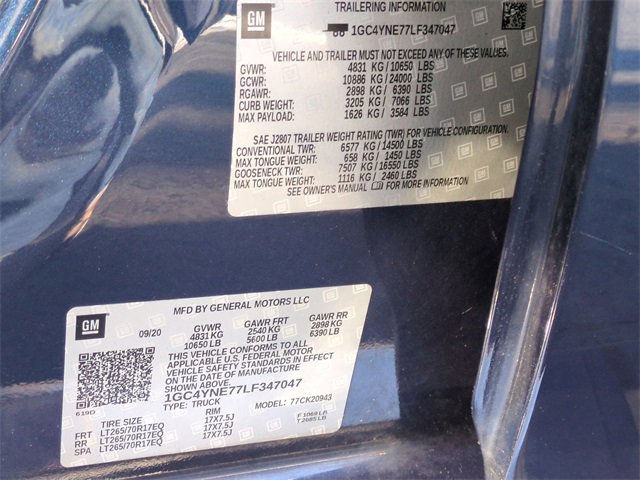 GM
TRAILERING INFORMATION
1GC4YNE77LF347047
VEHICLE AND TRAILER MUST NOT EXCEED ANY OF THESE VALUES.
GVWR: 4831 KG / 10650 LBS
GCWR: 10886 KG / 24000 LBS
RGAWR: 2898 KG / 6390 LBS
CURB WEIGHT: 3205 KG / 7066 LBS
MAX PAYLOAD: 1626 KG / 3584 LBS
SAE J2807 TRAILER WEIGHT RATING (TWR) FOR VEHICLE CONFIGURATION.
CONVENTIONAL TWR: 6577 KG / 14500 LBS
MAX TONGUE WEIGHT: 658 KG / 1450 LBS
GOOSENECK TWR: 7507 KG / 16550 LBS
MAX TONGUE WEIGHT: 1116 KG / 2460 LBS
SEE OWNER'S MANUAL FOR MORE INFORMATION
GM
MFD BY GENERAL MOTORS LLC
09/20 GVWR GAWR FRT GAWR RR
4831 KG 2540 KG 2898 KG
10650 LB 5600 LB 6390 LB
THIS VEHICLE CONFORMS TO ALL
APPLICABLE U.S. FEDERAL MOTOR
VEHICLE SAFETY STANDARDS IN
EFFECT ON THE DATE OF MANUFACTURE
SHOWN ABOVE.
1GC4YNE77LF347047
619D TYPE: TRUCK MODEL: 77CK20943
TIRE SIZE RIM
FRT LT265/70R17EQ 17X7.5J F1069LB
RR LT265/70R17EQ 17X7.5J T2685LB
SPA LT265/70R17EQ 17X7.5J